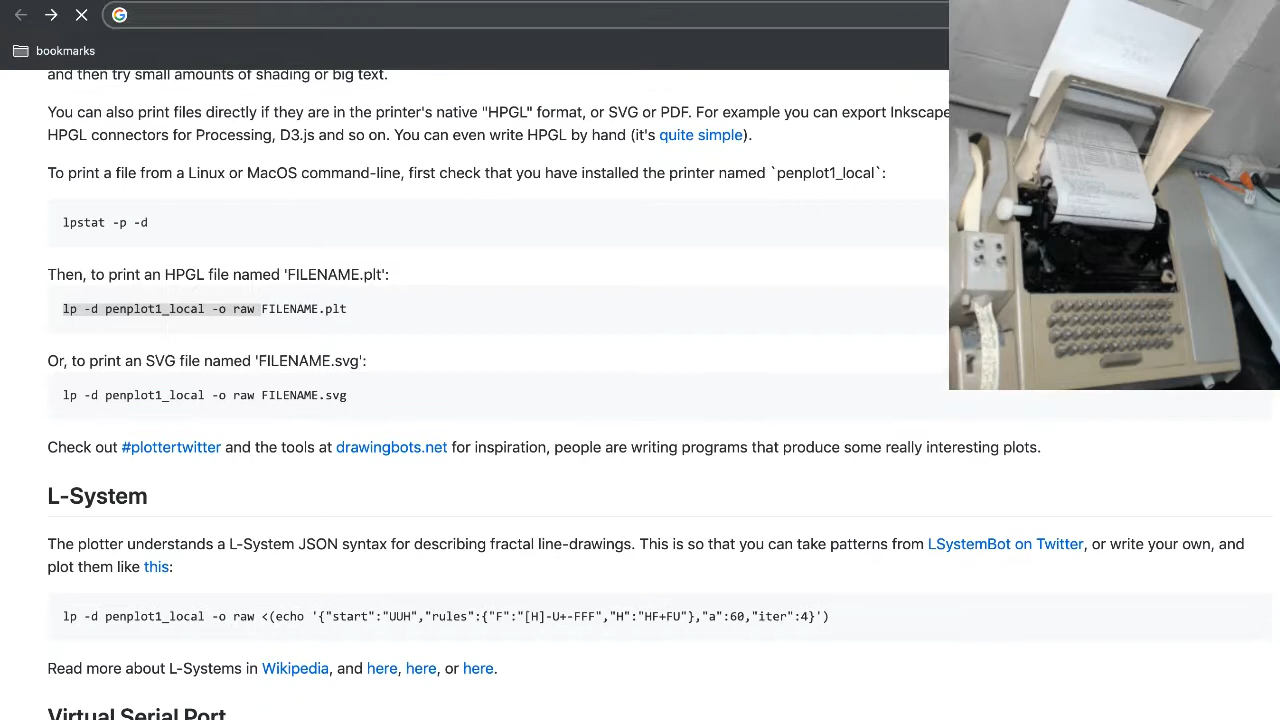 bookmarks
and then try small amounts of shading or big text.
You can also print files directly if they are in the printer's native "HPGL" format, or SVG or PDF. For example you can export Inkscape
HPGL connectors for Processing, D3.js and so on. You can even write HPGL by hand (it's quite simple).
To print a file from a Linux or MacOS command-line, first check that you have installed the printer named `penplot1_local`:
lpstat -p -d
Then, to print an HPGL file named 'FILENAME.plt':
lp -d penplot1_local -o raw FILENAME.plt
Or, to print an SVG file named 'FILENAME.svg':
lp -d penplot1_local -o raw FILENAME.svg
Check out #plottertwitter and the tools at drawingbots.net for inspiration, people are writing programs that produce some really interesting plots.
L-System
The plotter understands a L-System JSON syntax for describing fractal line-drawings. This is so that you can take patterns from LSystemBot on Twitter, or write your own, and
plot them like this:
lp -d penplot1_local -o raw <(echo '{"start":"UUH","rules":{"F":"[H]-U+-FFF","H":"HF+FU"},"a":60,"iter":4}')
Read more about L-Systems in Wikipedia, and here, here, or here.
Virtual Serial Port